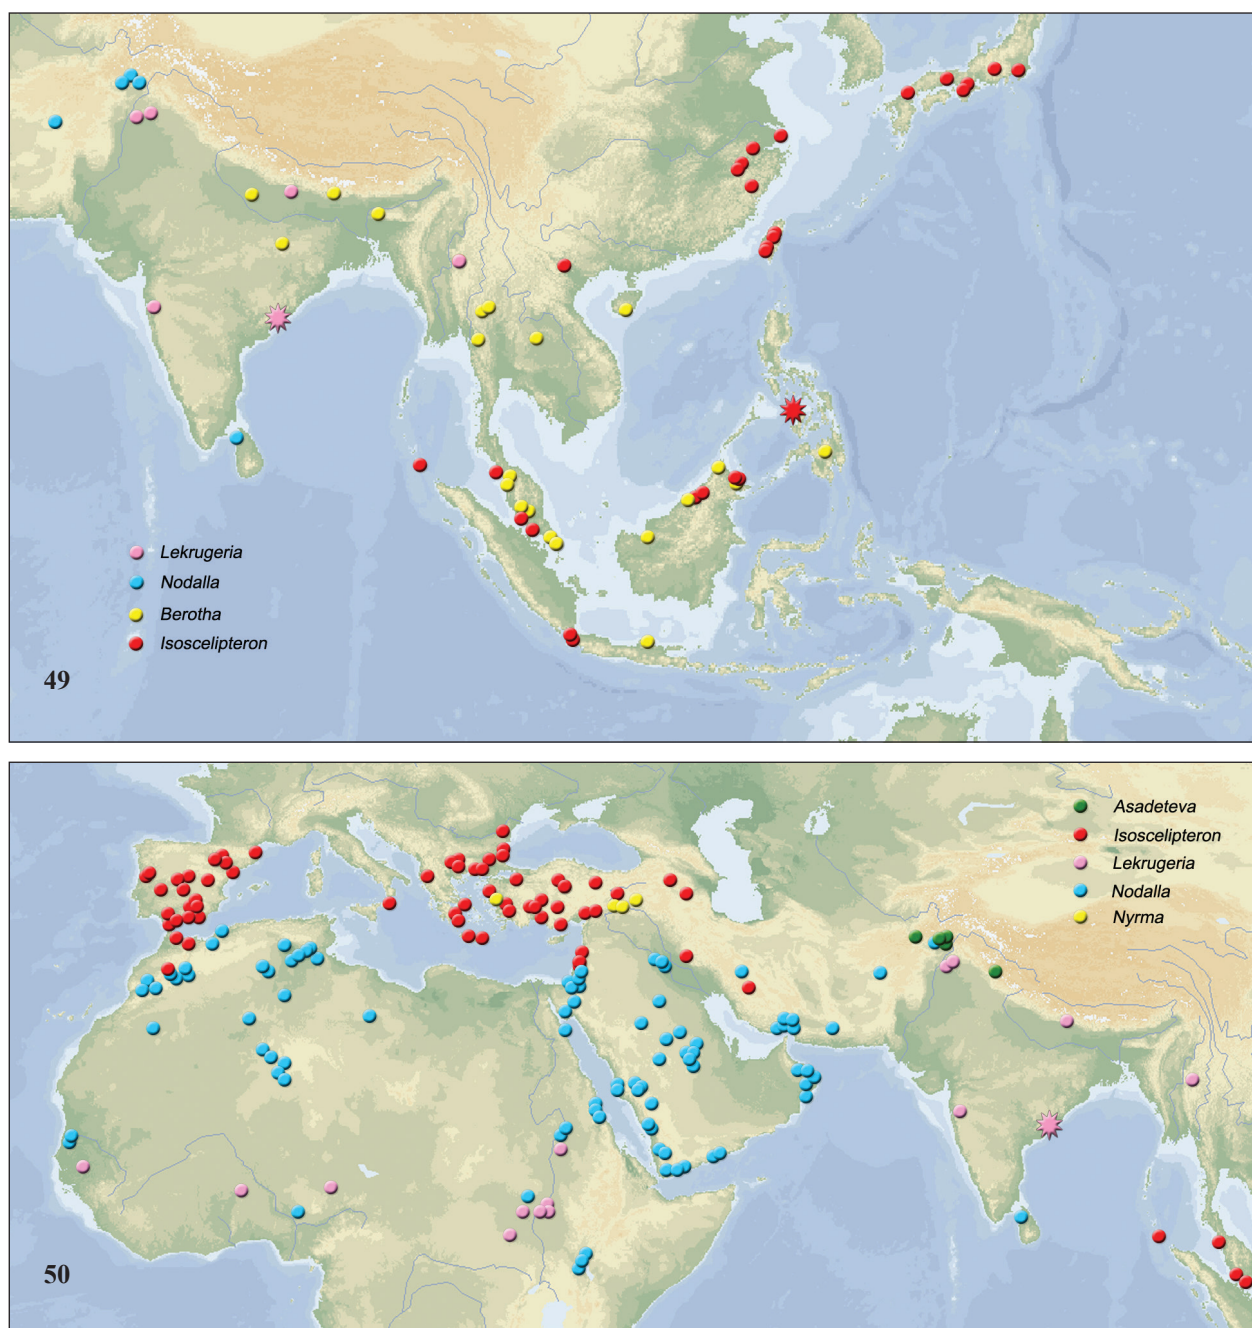 Lekrugeria
Nodalla
Berotha
Isoscelipteron
49
Asadeteva
Isoscelipteron
Lekrugeria
Nodalla
Nyrma
50